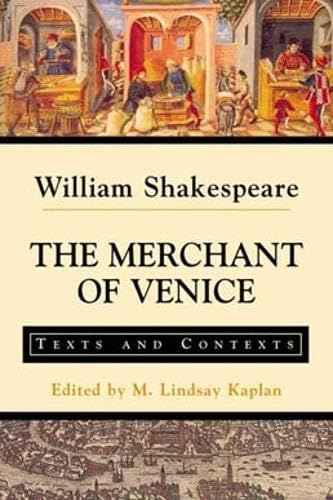 William Shakespeare
THE MERCHANT
OF VENICE
TEXTS AND CONTEXTS
Edited by M. Lindsay Kaplan